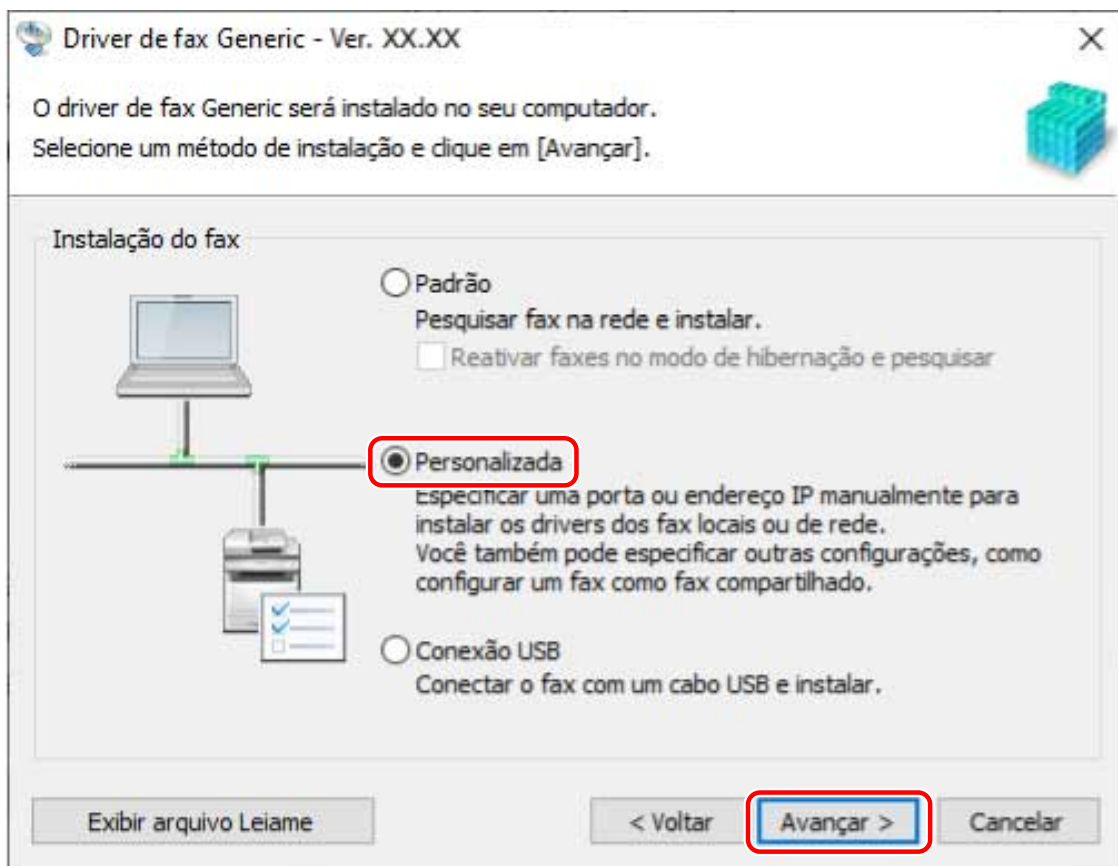 Driver de fax Generic - Ver. XX.XX
O driver de fax Generic será instalado no seu computador.
Selecione um método de instalação e clique em [Avançar].
Instalação do fax
Padrão
Pesquisar fax na rede e instalar.
Reativar faxes no modo de hibernação e pesquisar
Personalizada
Especificar uma porta ou endereço IP manualmente para
instalar os drivers dos fax locais ou de rede.
Você também pode especificar outras configurações, como
configurar um fax como fax compartilhado.
Conexão USB
Conectar o fax com um cabo USB e instalar.
Exibir arquivo Leiame
< Voltar
Avançar >
Cancelar